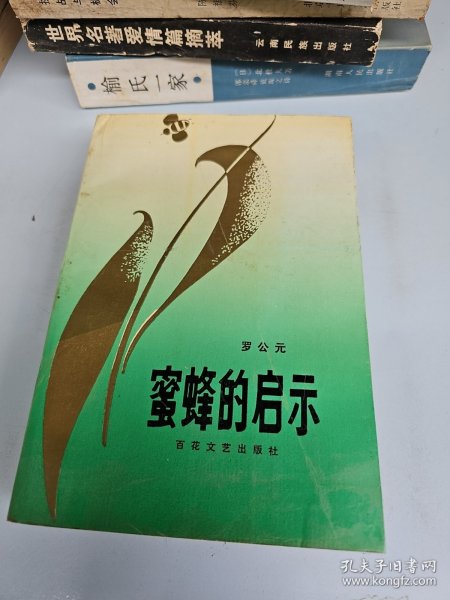 世界名著爱情篇摘萃
云南民族出版社
榆氏一家
罗公元
蜜蜂的启示
百花文艺出版社
孔夫子旧书网
www.kongfz.com